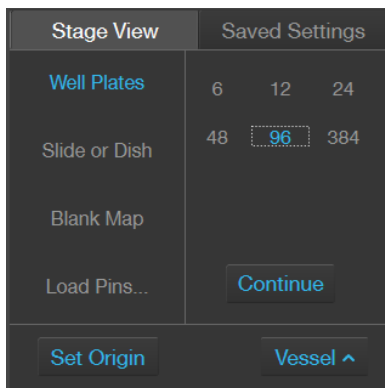 Stage View Saved Settings
Well Plates
6 12 24
48 96 384
Slide or Dish
Blank Map
Load Pins...
Continue
Set Origin Vessel